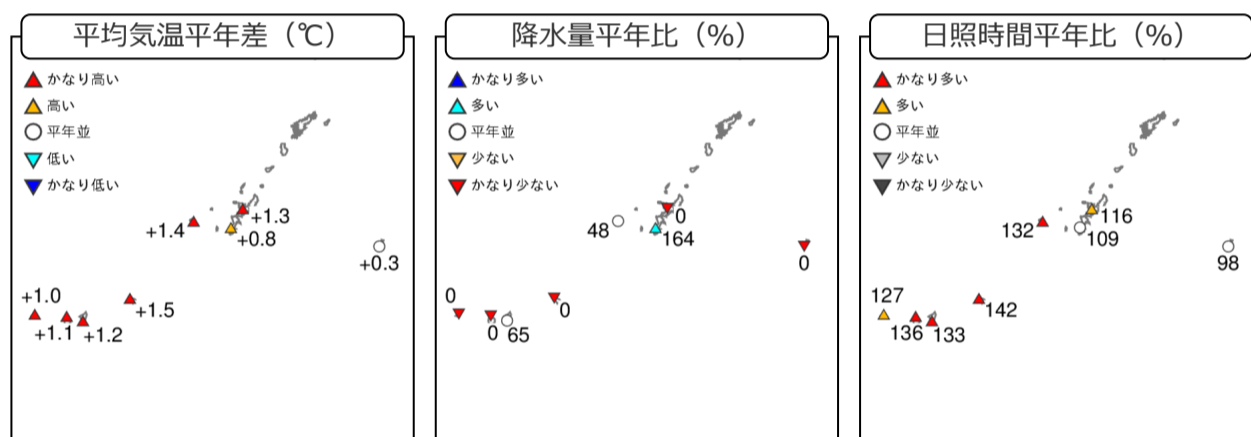 平均気温平年差（℃）
かなり高い
高い
平年並
低い
かなり低い
+1.3
+1.4
+0.8
+0.3
+1.0
+1.5
+1.1
+1.2
降水量平年比（%）
かなり多い
多い
平年並
少ない
かなり少ない
0
48
164
0
0
0
0
65
日照時間平年比（%）
かなり多い
多い
平年並
少ない
かなり少ない
116
132
109
98
127
142
136
133